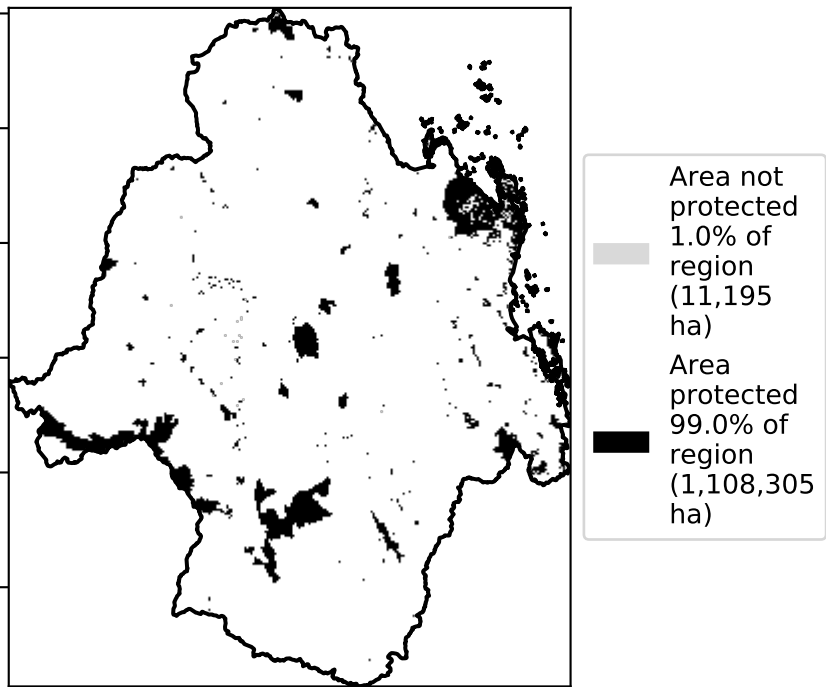 Area not
protected
1.0% of
region
(11,195
ha)
Area
protected
99.0% of
region
(1,108,305
ha)